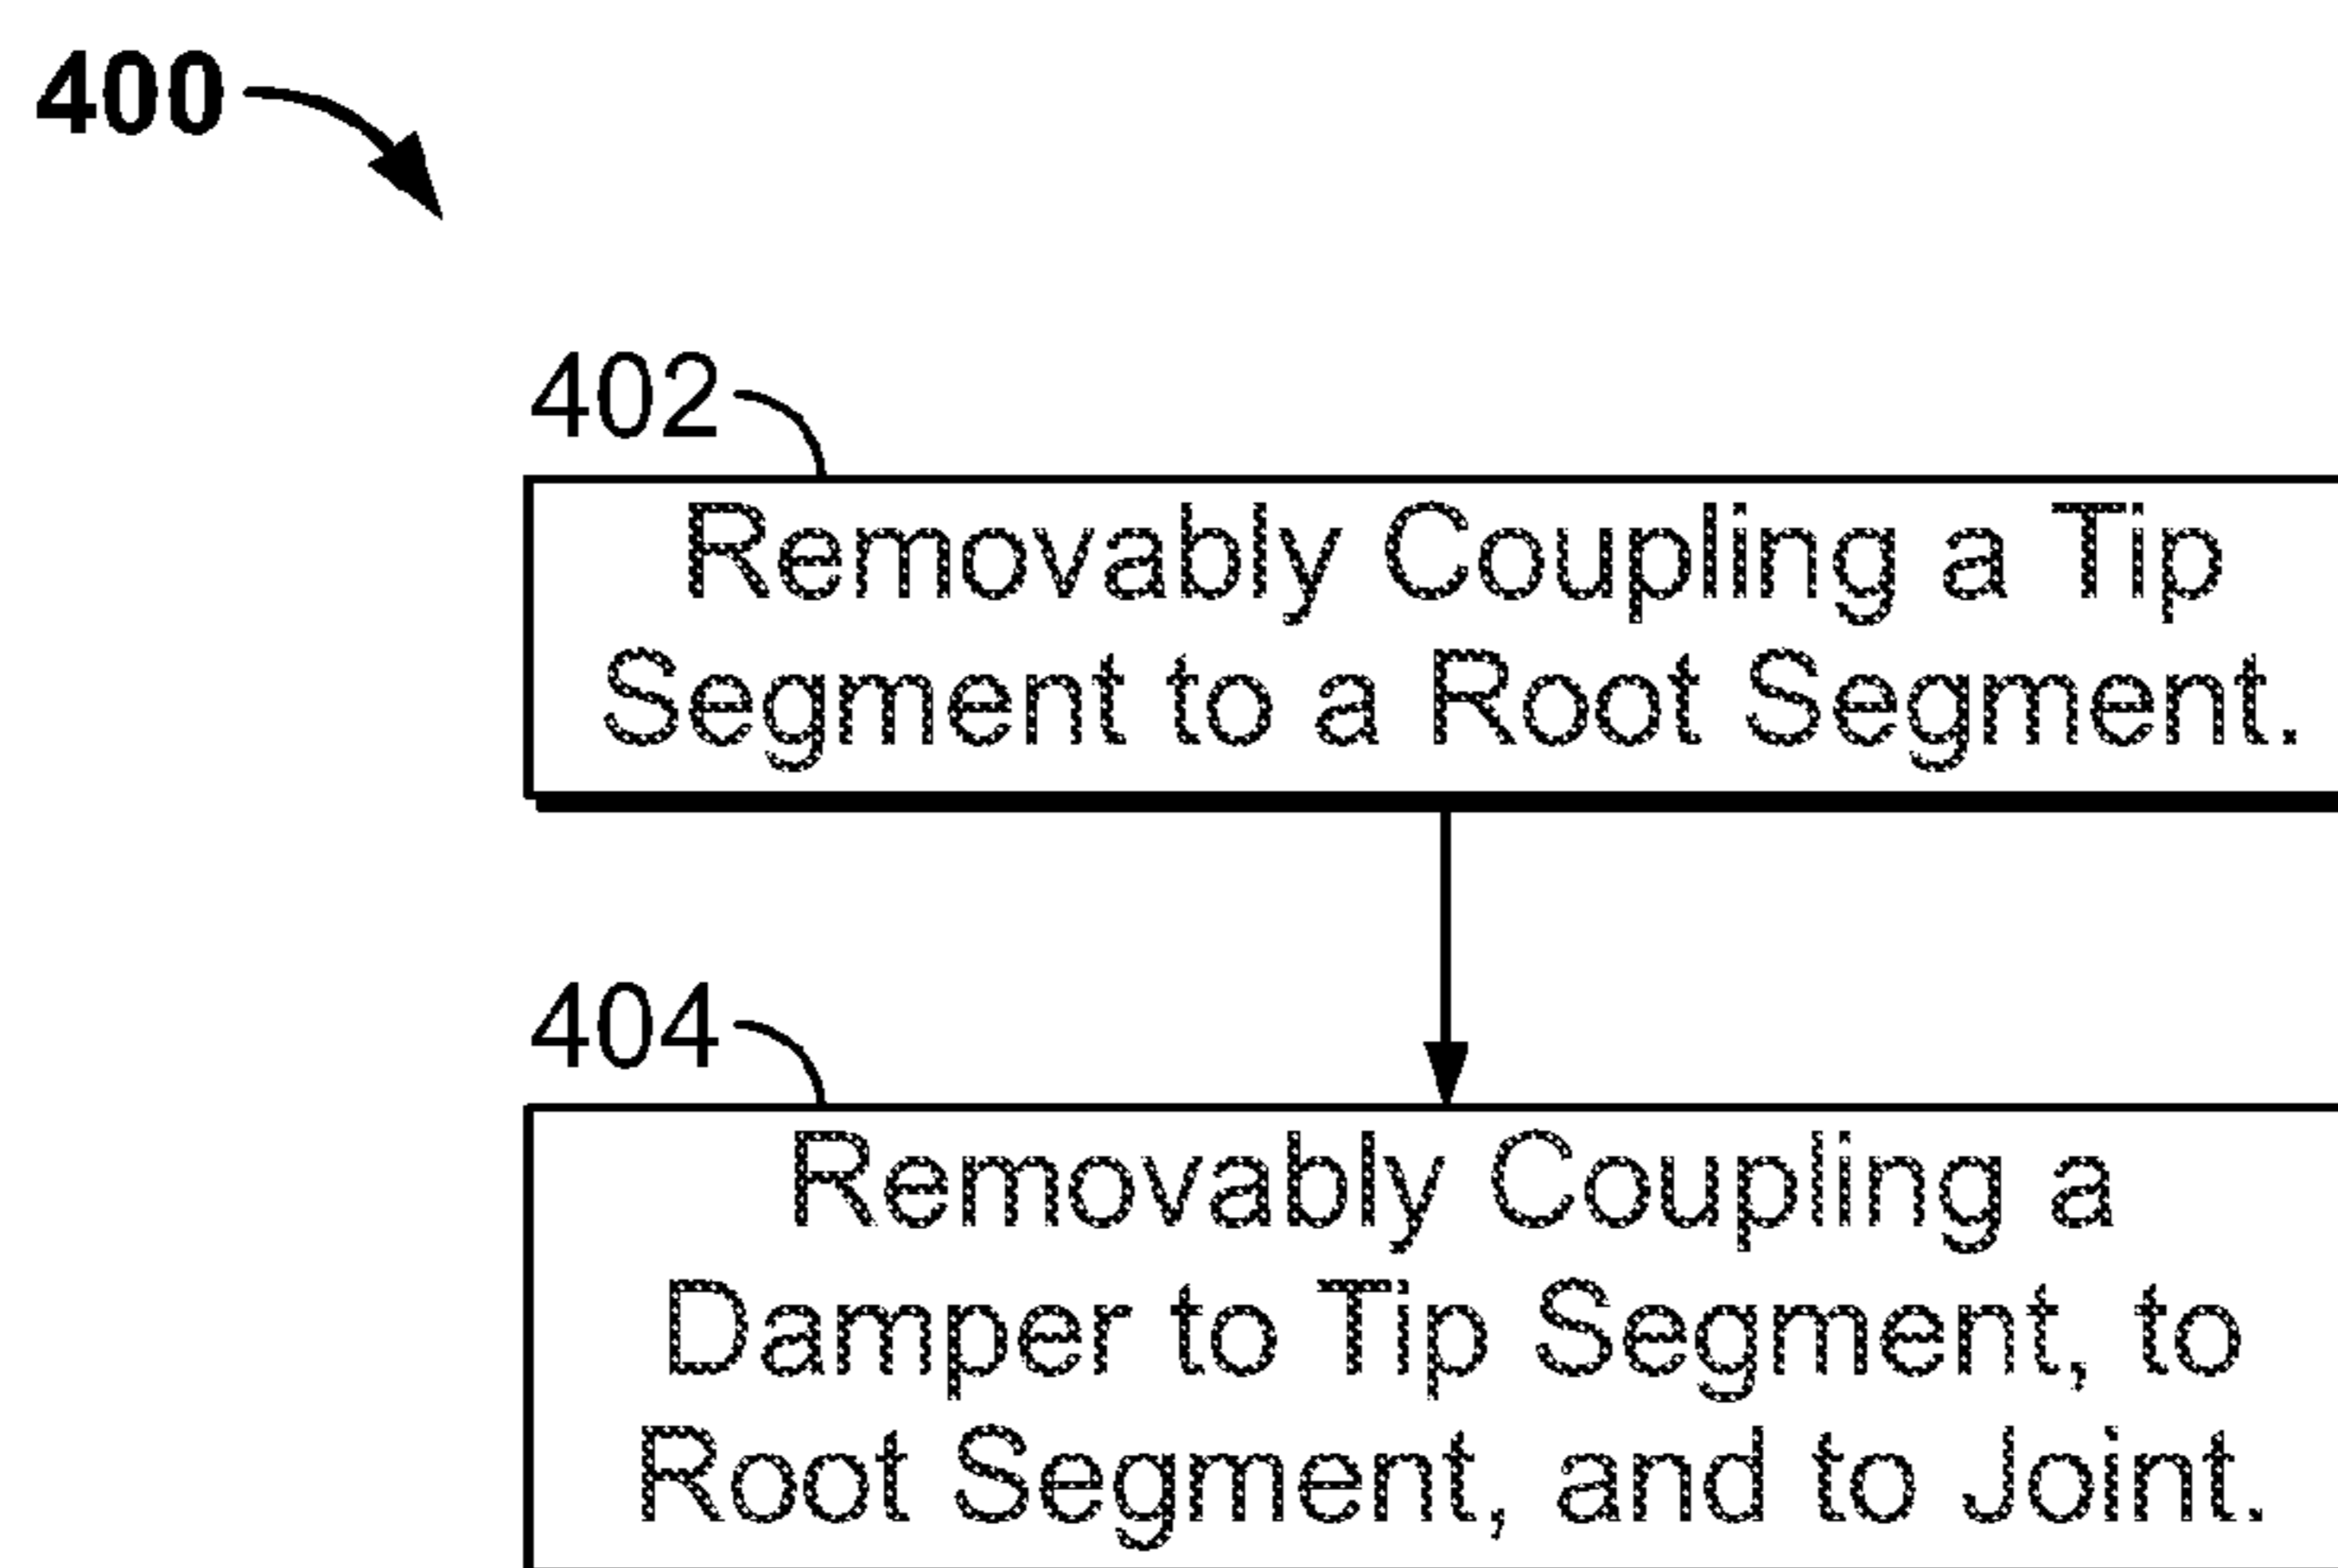 400
402
Removably Coupling a Tip
Segment to a Root Segment.
404
Removably Coupling a
Damper to Tip Segment, to
Root Segment, and to Joint.